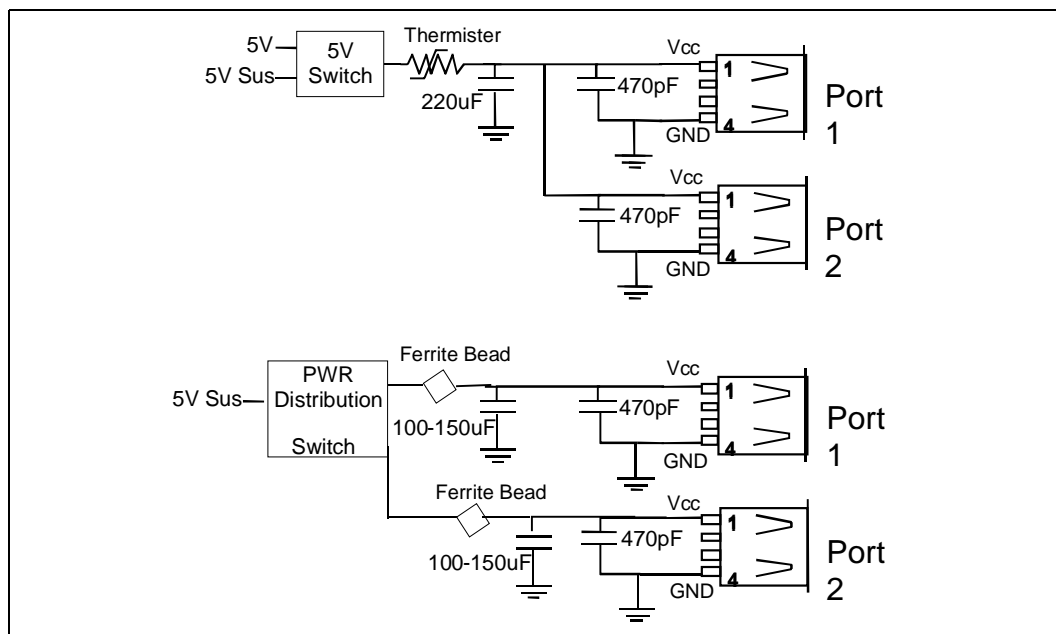 Thermister
5V
5V Sus
5V
Switch
220uF
Vcc
470pF
1
4
GND
Port
1
Vcc
470pF
1
4
GND
Port
2
Ferrite Bead
5V Sus
PWR
Distribution
Switch
100-150uF
Vcc
470pF
1
4
GND
Port
1
Ferrite Bead
100-150uF
Vcc
470pF
1
4
GND
Port
2